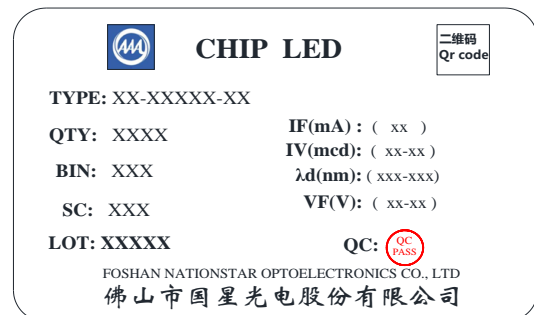 CHIP LED
二维码
Qr code
TYPE: XX-XXXXX-XX
QTY: XXXX
BIN: XXX
SC: XXX
LOT: XXXXX
IF(mA) : ( xx )
IV(mcd): ( xx-xx )
λd(nm): ( xxx-xxx)
VF(V): ( xx-xx )
QC: QC
PASS
FOSHAN NATIONSTAR OPTOELECTRONICS CO., LTD
佛山市国星光电股份有限公司